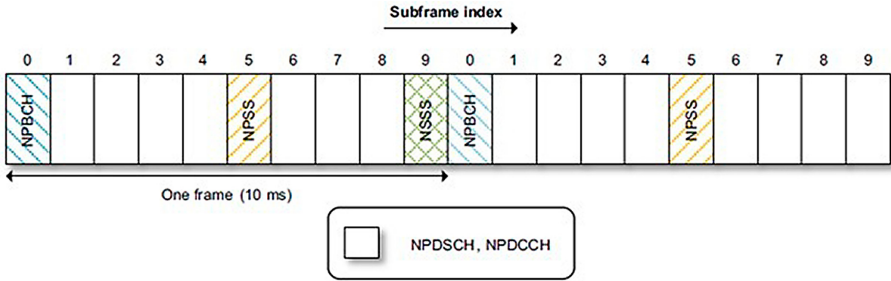 Subframe index
0 1 2 3 4 5 6 7 8 9 0 1 2 3 4 5 6 7 8 9
NPBCH NPSS NSSS NPBCH NPSS
One frame (10 ms)
NPDSCH, NPDCCH